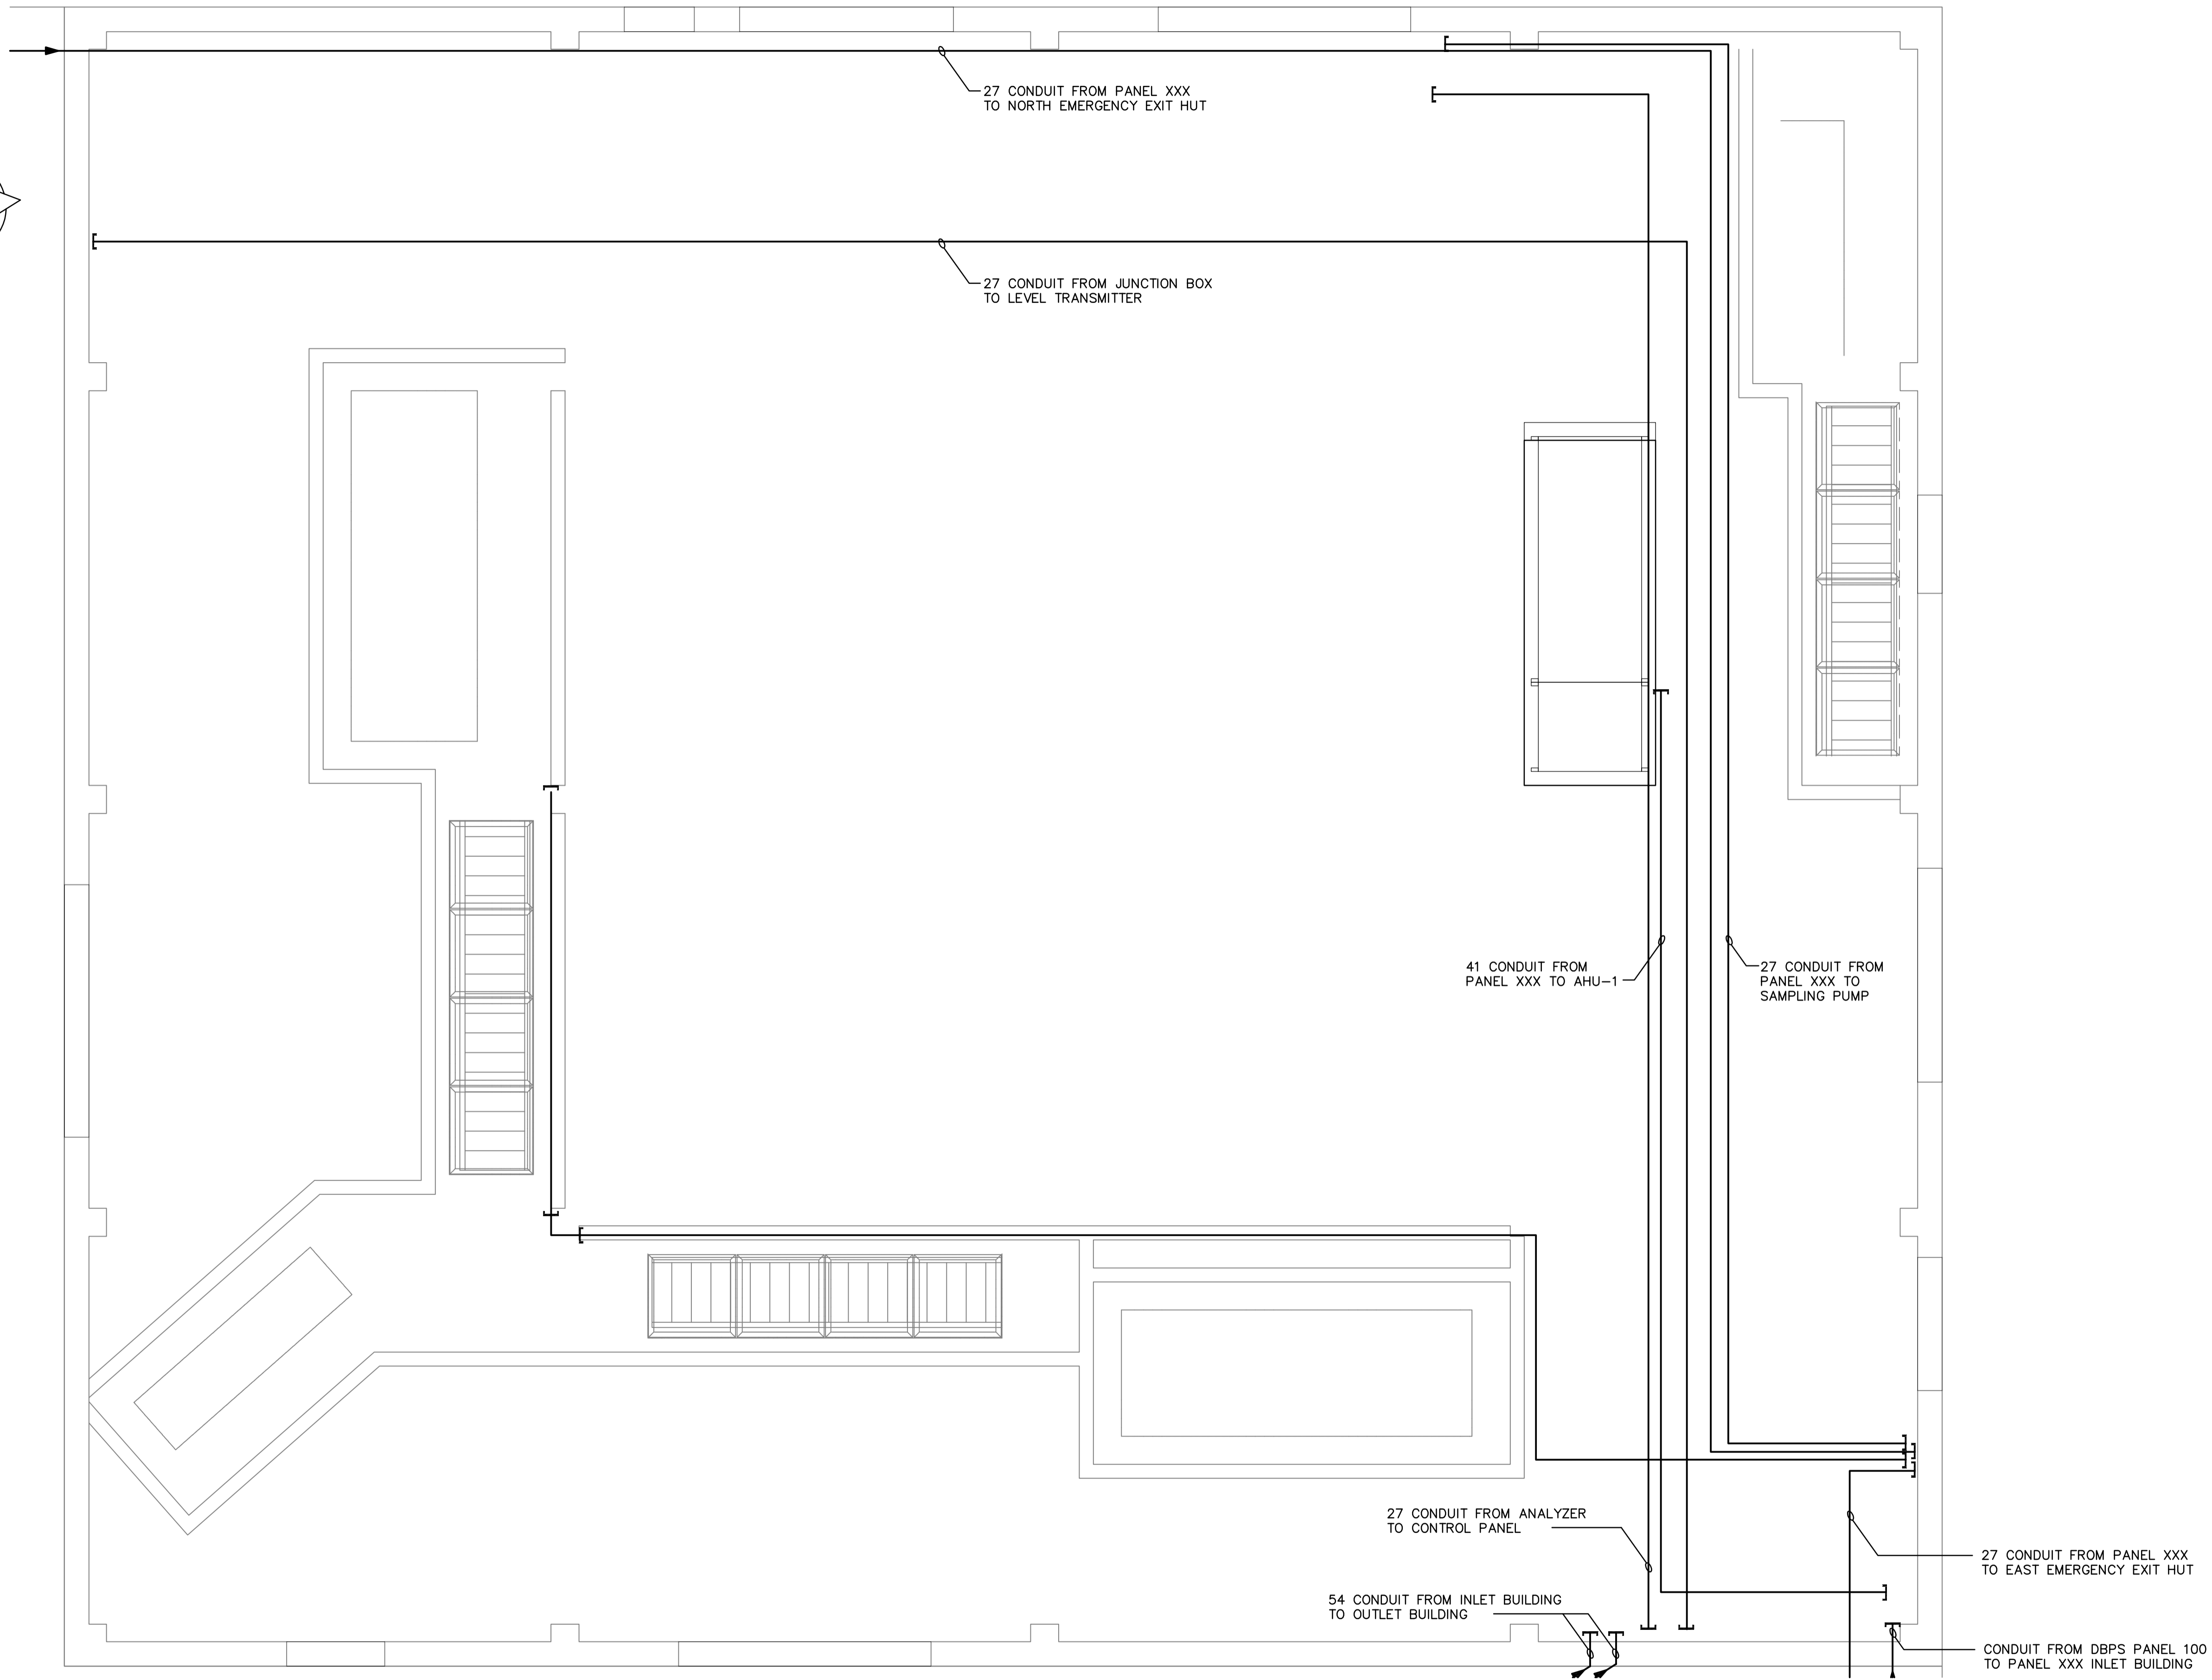 27 CONDUIT FROM PANEL XXX
TO NORTH EMERGENCY EXIT HUT
27 CONDUIT FROM JUNCTION BOX
TO LEVEL TRANSMITTER
41 CONDUIT FROM
PANEL XXX TO AHU-1
27 CONDUIT FROM
PANEL XXX TO
SAMPLING PUMP
27 CONDUIT FROM ANALYZER
TO CONTROL PANEL
27 CONDUIT FROM PANEL XXX
TO EAST EMERGENCY EXIT HUT
54 CONDUIT FROM INLET BUILDING
TO OUTLET BUILDING
CONDUIT FROM DBPS PANEL 100
TO PANEL XXX INLET BUILDING